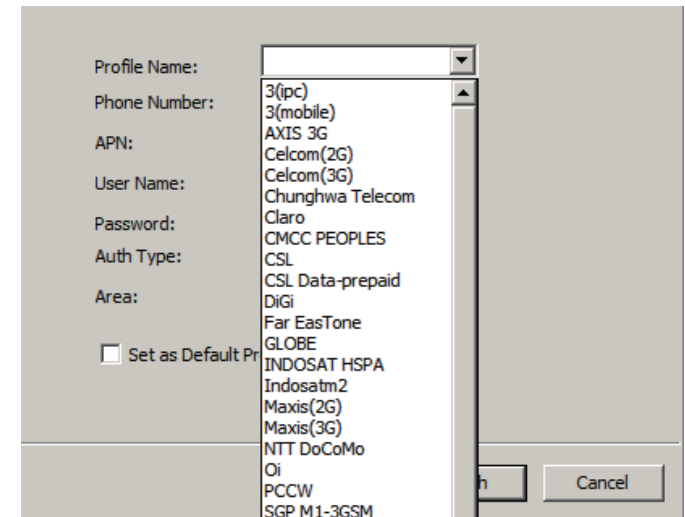 Profile Name:
Phone Number:
APN:
User Name:
Password:
Auth Type:
Area:
Set as Default Pr
3(ipc)
3(mobile)
AXIS 3G
Celcom(2G)
Celcom(3G)
Chunghwa Telecom
Claro
CMCC PEOPLES
CSL
CSL Data-prepaid
DiGi
Far EasTone
GLOBE
INDOSAT HSPA
Indosatm2
Maxis(2G)
Maxis(3G)
NTT DoCoMo
Oi
PCCW
SGP M1-3GSM
h
Cancel